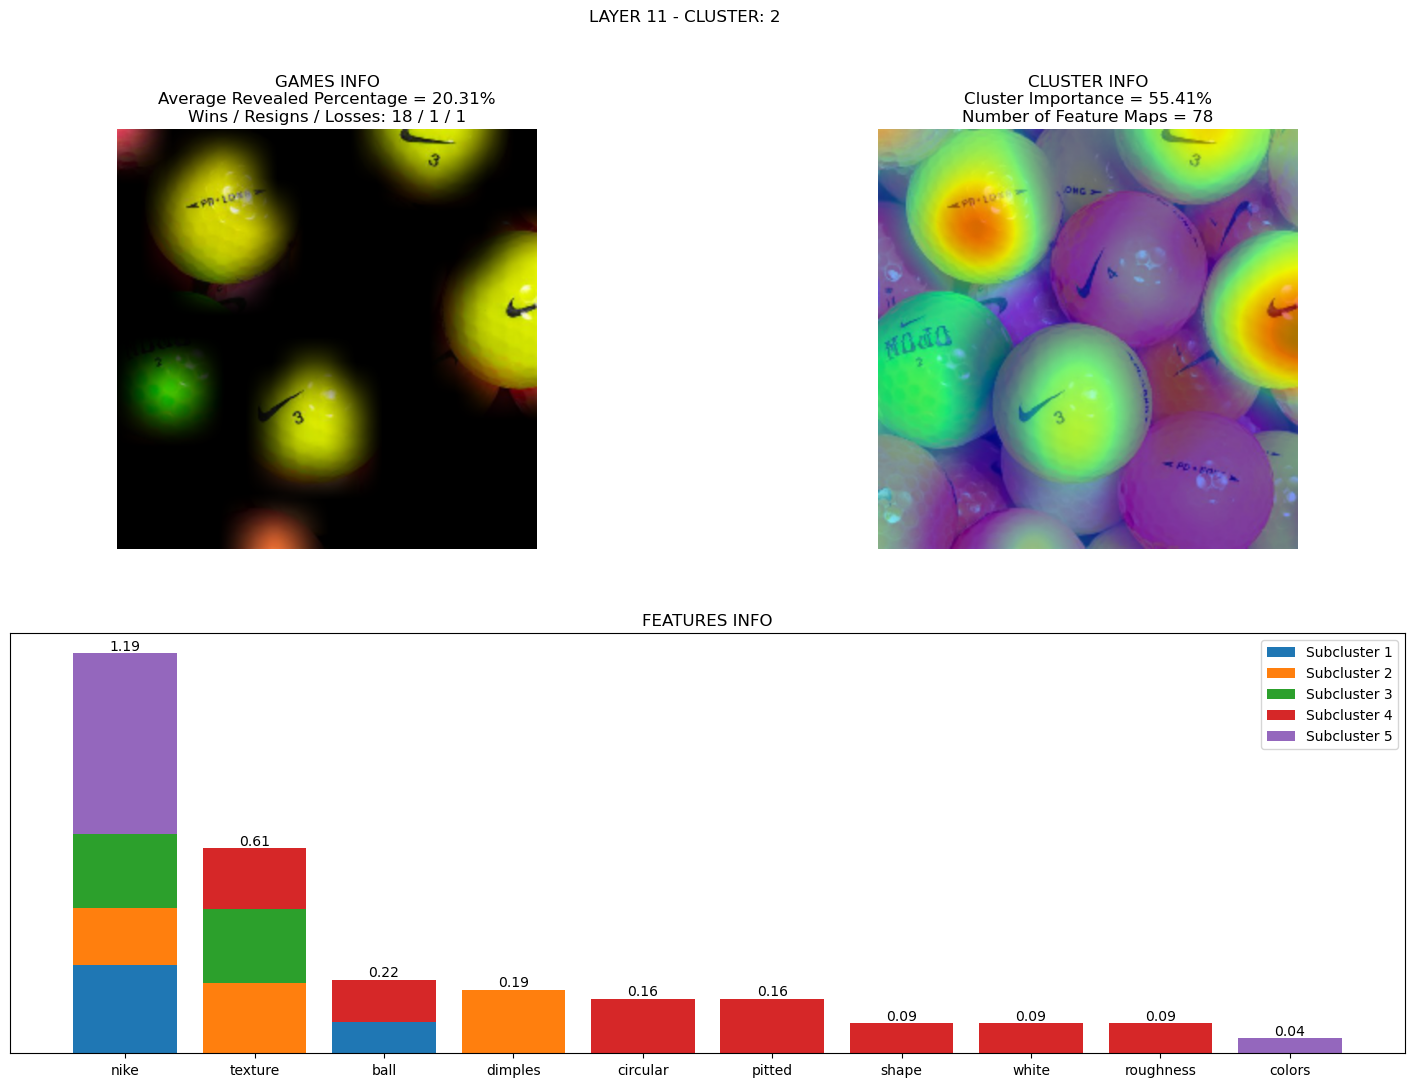 LAYER 11 - CLUSTER: 2
GAMES INFO
Average Revealed Percentage = 20.31%
Wins / Resigns / Losses: 18 / 1 / 1
3
2
3
CLUSTER INFO
Cluster Importance = 55.41%
Number of Feature Maps = 78
3
4
2
3
FEATURES INFO
1.19
0.61
0.22
0.19
0.16
0.16
0.09
0.09
0.09
0.04
Subcluster 1
Subcluster 2
Subcluster 3
Subcluster 4
Subcluster 5
nike
texture
ball
dimples
circular
pitted
shape
white
roughness
colors